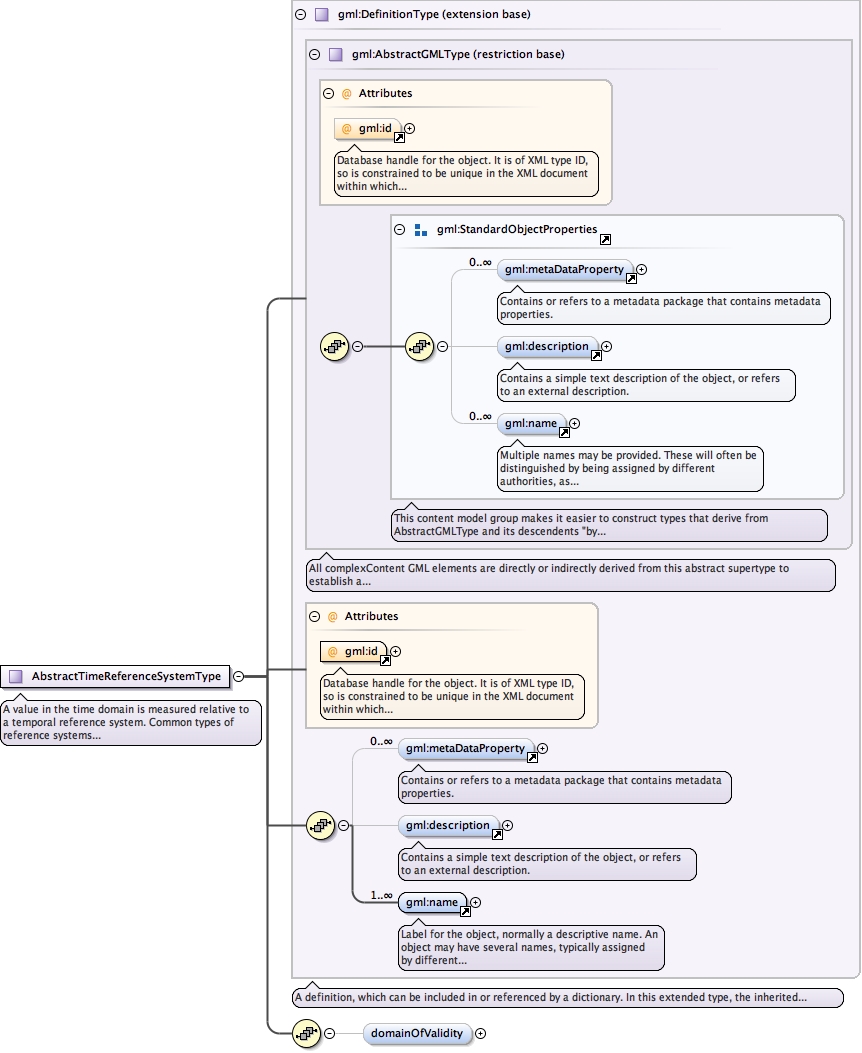 gml:DefinitionType (extension base)
gml:AbstractGMLType (restriction base)
@ Attributes
@ gml:id
Database handle for the object. It is of XML type ID,
so is constrained to be unique in the XML document
within which...
gml:StandardObjectProperties
0..∞
gml:metaDataProperty
Contains or refers to a metadata package that contains metadata
properties.
gml:description
Contains a simple text description of the object, or refers
to an external description.
0..∞
gml:name
Multiple names may be provided. These will often be
distinguished by being assigned by different
authorities, as...
This content model group makes it easier to construct types that derive from
AbstractGMLType and its descendents "by...
All complexContent GML elements are directly or indirectly derived from this abstract supertype to
establish a...
@ Attributes
@ gml:id
Database handle for the object. It is of XML type ID,
so is constrained to be unique in the XML document
within which...
AbstractTimeReferenceSystemType
A value in the time domain is measured relative to
a temporal reference system. Common types of
reference systems...
0..∞
gml:metaDataProperty
Contains or refers to a metadata package that contains metadata
properties.
gml:description
Contains a simple text description of the object, or refers
to an external description.
1..∞
gml:name
Label for the object, normally a descriptive name. An
object may have several names, typically assigned
by different...
A definition, which can be included in or referenced by a dictionary. In this extended type, the inherited...
domainOfValidity